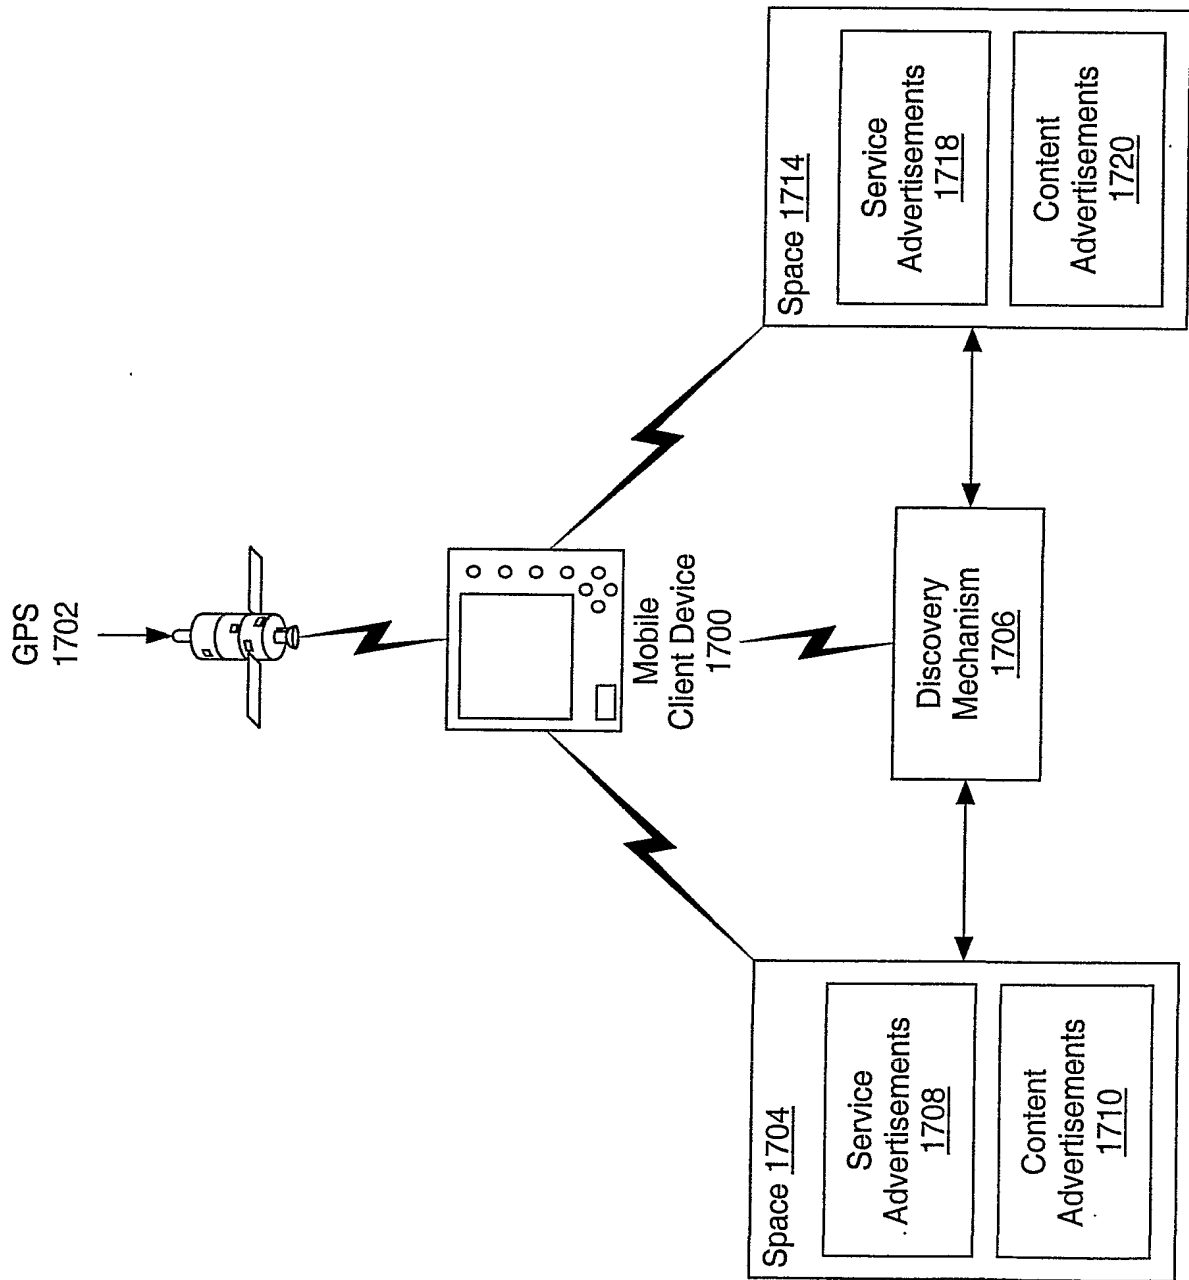 GPS
1702
Mobile
Client Device
1700
Discovery
Mechanism
1706
Space 1704
Service
Advertisements
1708
Content
Advertisements
1710
Space 1714
Service
Advertisements
1718
Content
Advertisements
1720